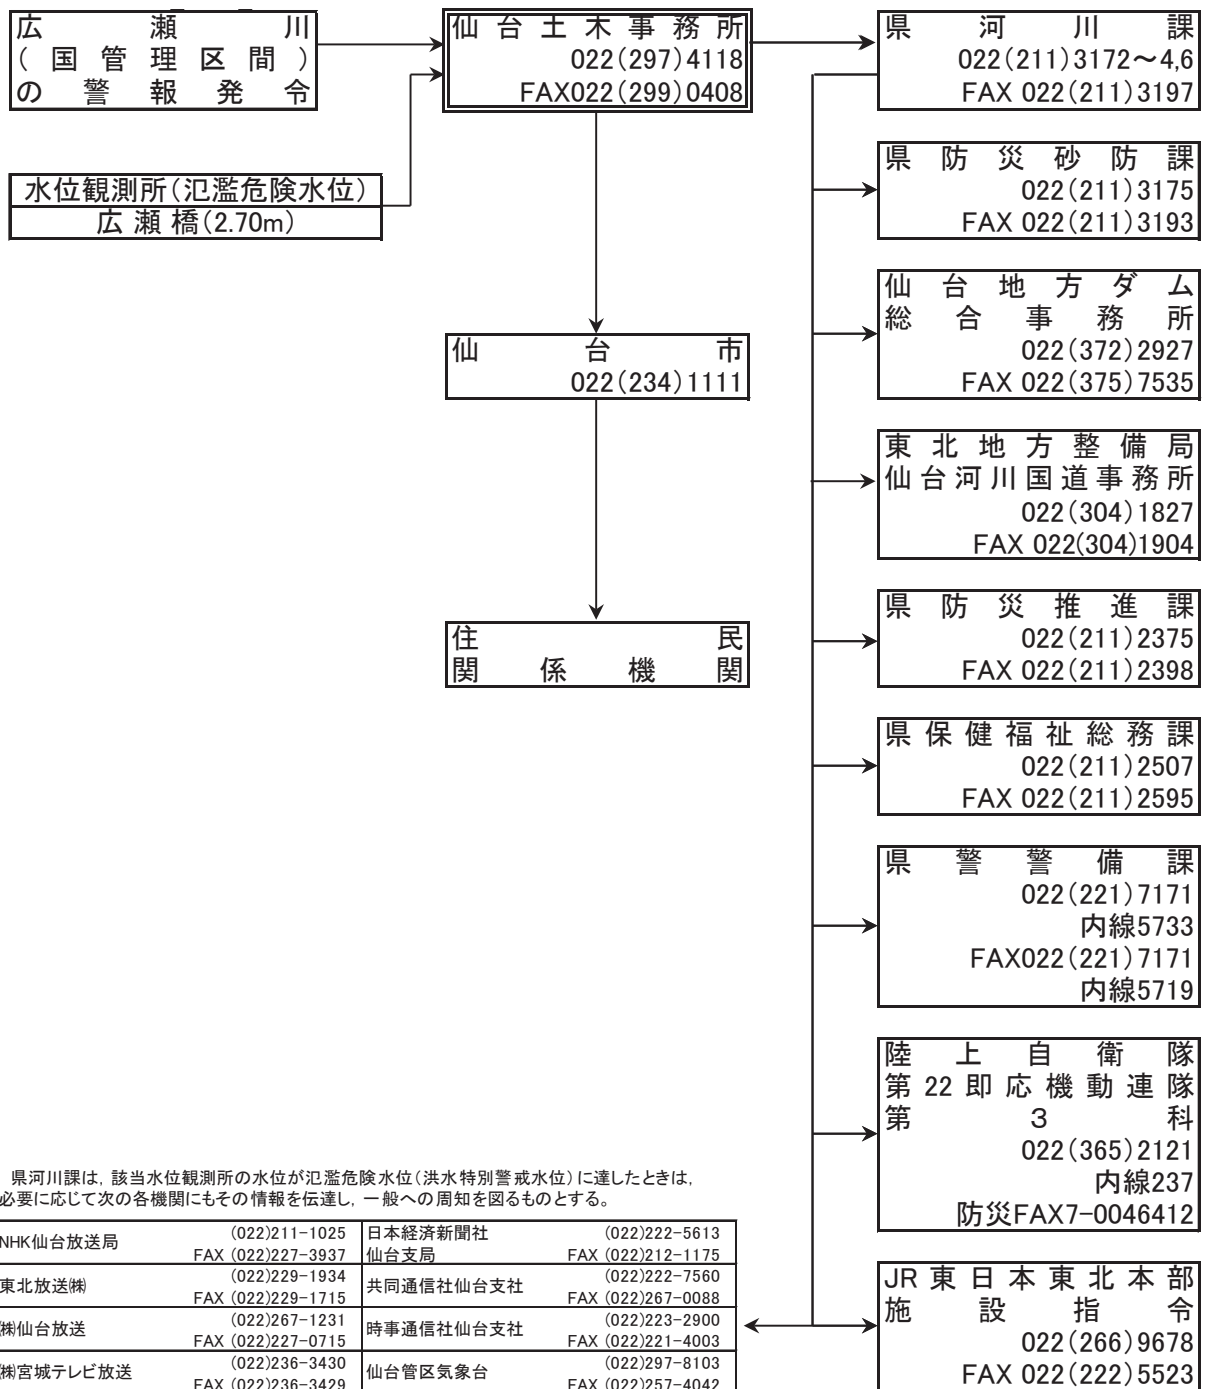 広瀬川
(国管理区間)
の警報発令
水位観測所(氾濫危険水位)
広瀬橋(2.70m)
仙台土木事務所
022(297)4118
FAX022(299)0408
仙台市
022(234)1111
住民
関係機関
県河川課
022(211)3172～4,6
FAX 022(211)3197
県防災砂防課
022(211)3175
FAX 022(211)3193
仙台地方ダム
総合事務所
022(372)2927
FAX 022(375)7535
東北地方整備局
仙台河川国道事務所
022(304)1827
FAX 022(304)1904
県防災推進課
022(211)2375
FAX 022(211)2398
県保健福祉総務課
022(211)2507
FAX 022(211)2595
県警警備課
022(221)7171
内線5733
FAX022(221)7171
内線5719
陸上自衛隊
第22即応機動連隊
第3科
022(365)2121
内線237
防災FAX7-0046412
JR東日本東北本部
施設指令
022(266)9678
FAX 022(222)5523
県河川課は，該当水位観測所の水位が氾濫危険水位(洪水特別警戒水位)に達したときは，
必要に応じて次の各機関にもその情報を伝達し，一般への周知を図るものとする。
NHK仙台放送局 (022)211-1025
FAX (022)227-3937
日本経済新聞社 (022)222-5613
仙台支局 FAX (022)212-1175
東北放送㈱ (022)229-1934
FAX (022)229-1715
共同通信社仙台支社 (022)222-7560
FAX (022)267-0088
㈱仙台放送 (022)267-1231
FAX (022)227-0715
時事通信社仙台支社 (022)223-2900
FAX (022)221-4003
㈱宮城テレビ放送 (022)236-3430
FAX (022)236-3429
仙台管区気象台 (022)297-8103
FAX (022)257-4042